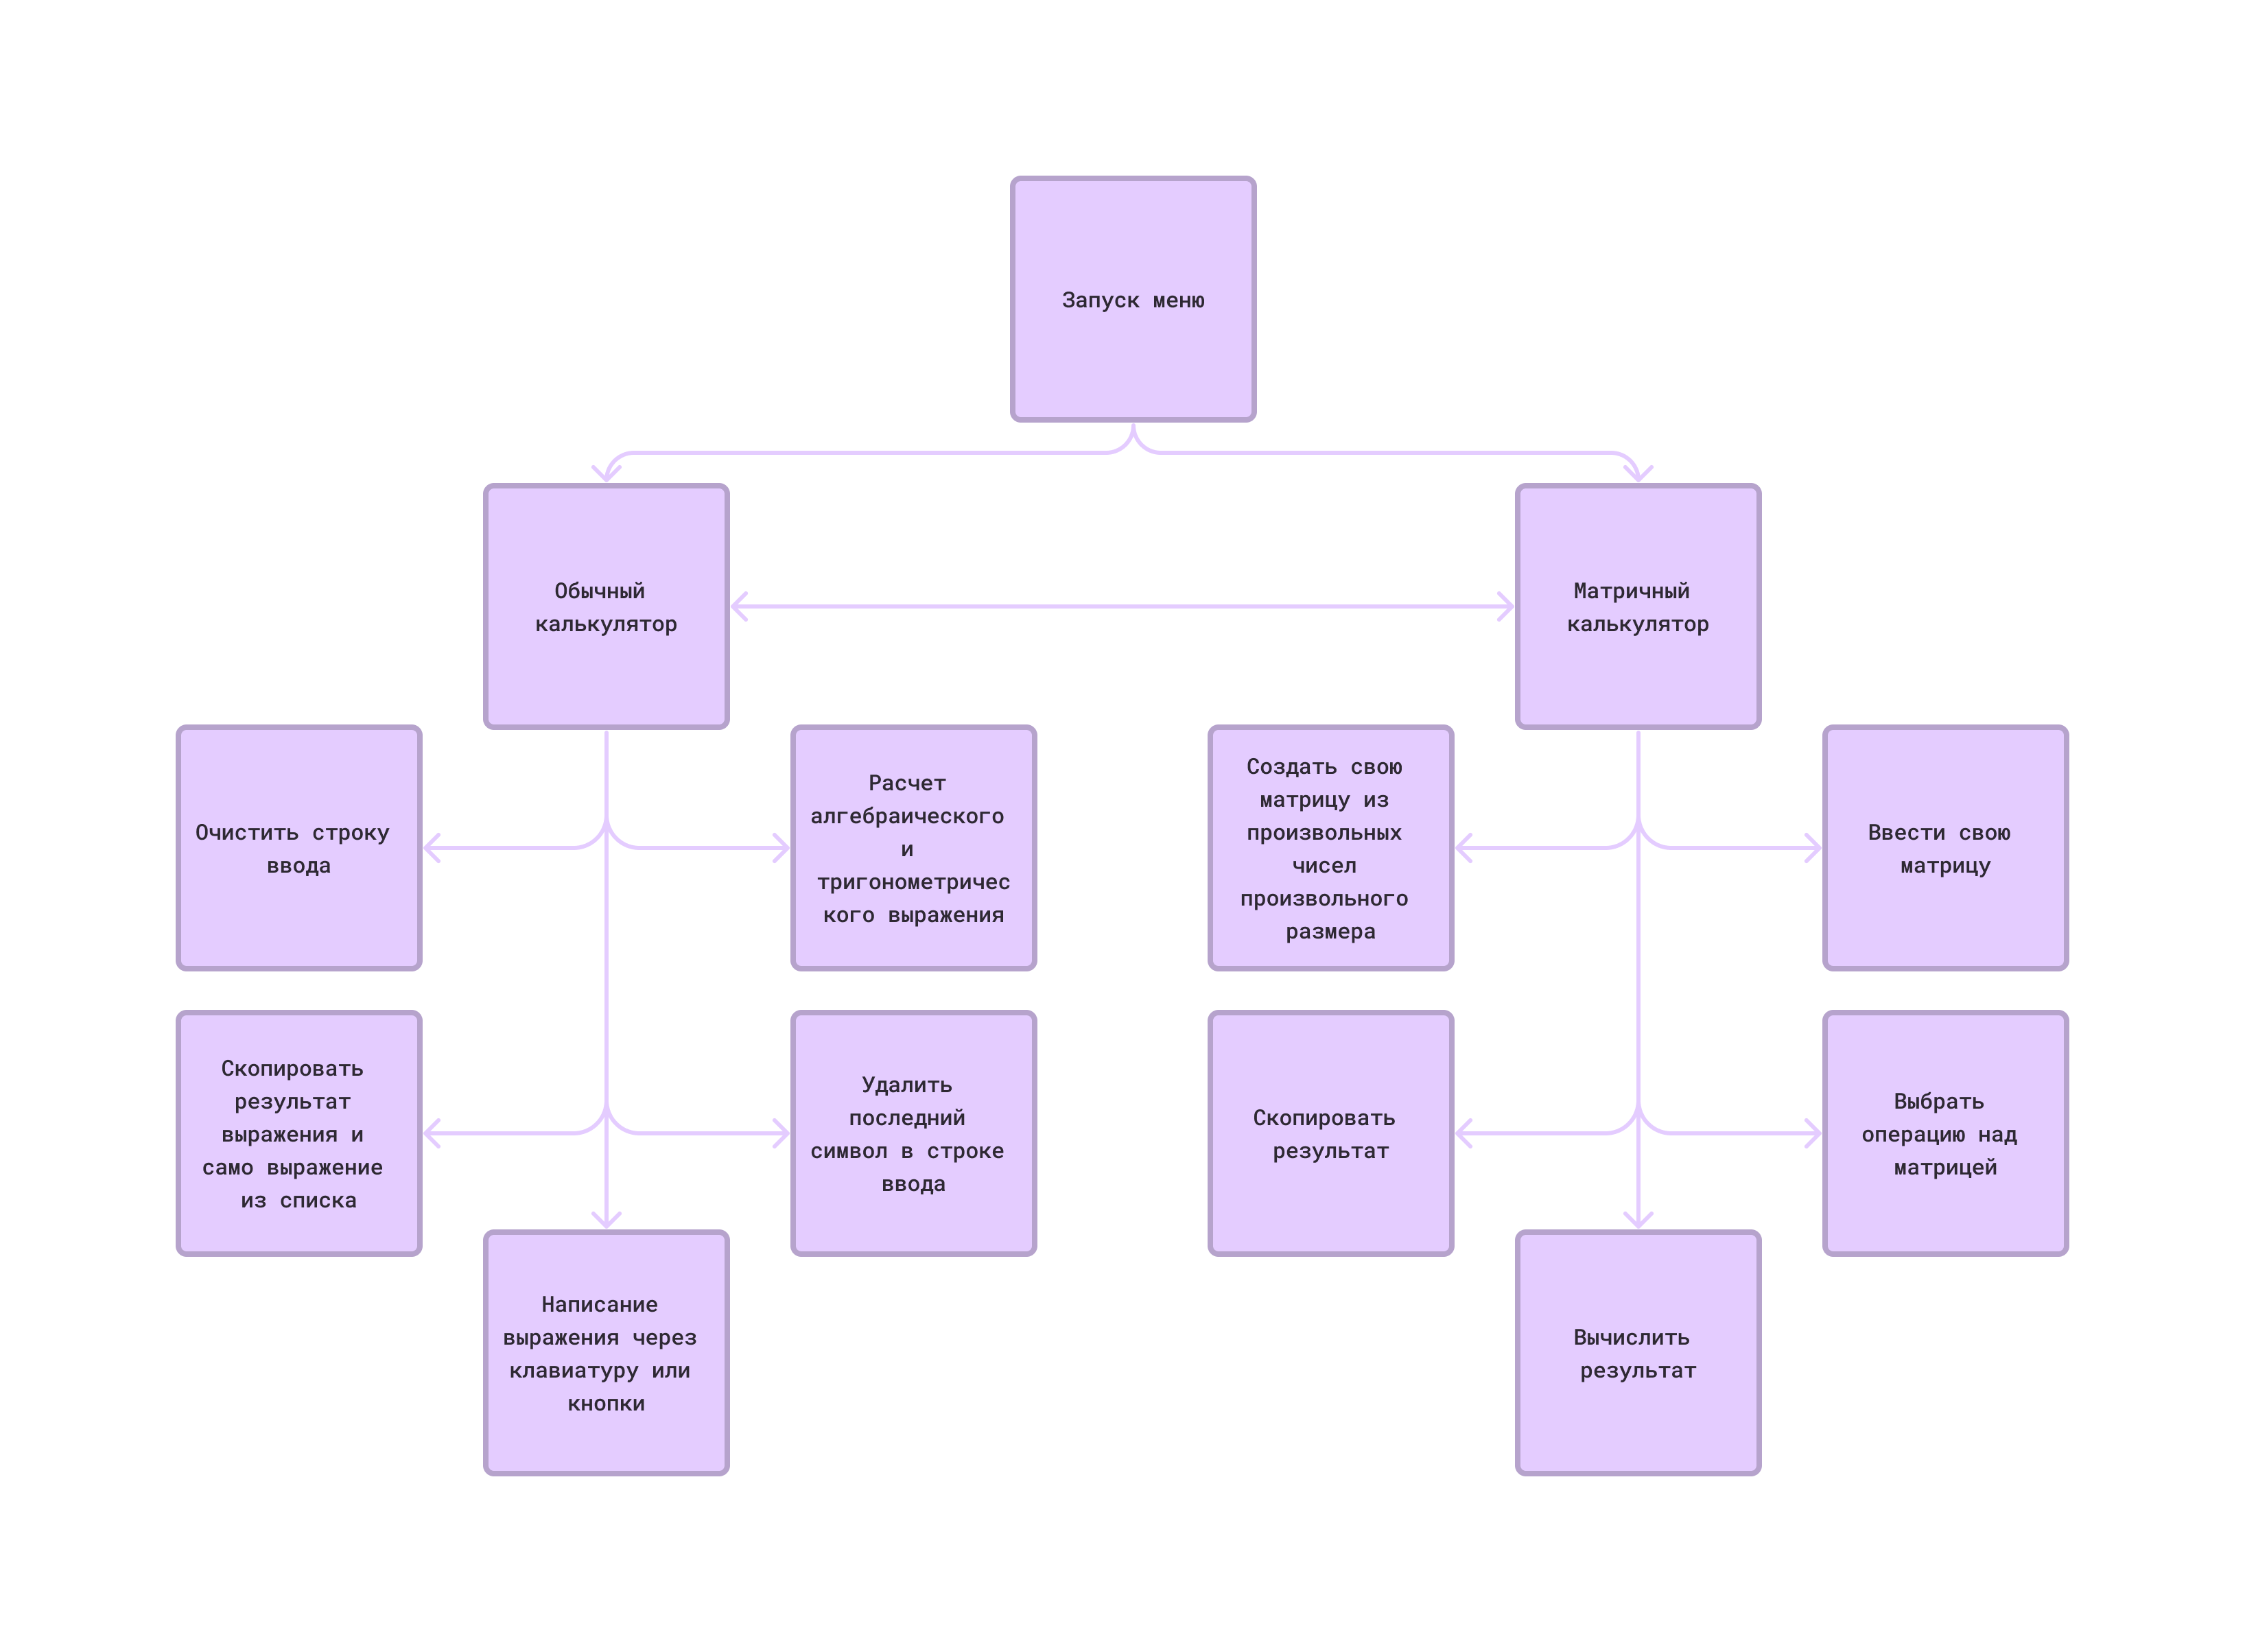 Запуск меню
Обычный
калькулятор
Матричный
калькулятор
Очистить строку
ввода
Расчет
алгебраического
и
тригонометричес
кого выражения
Создать свою
матрицу из
произвольных
чисел
произвольного
размера
Ввести свою
матрицу
Скопировать
результат
выражения и
само выражение
из списка
Удалить
последний
символ в строке
ввода
Скопировать
результат
Выбрать
операцию над
матрицей
Написание
выражения через
клавиатуру или
кнопки
Вычислить
результат